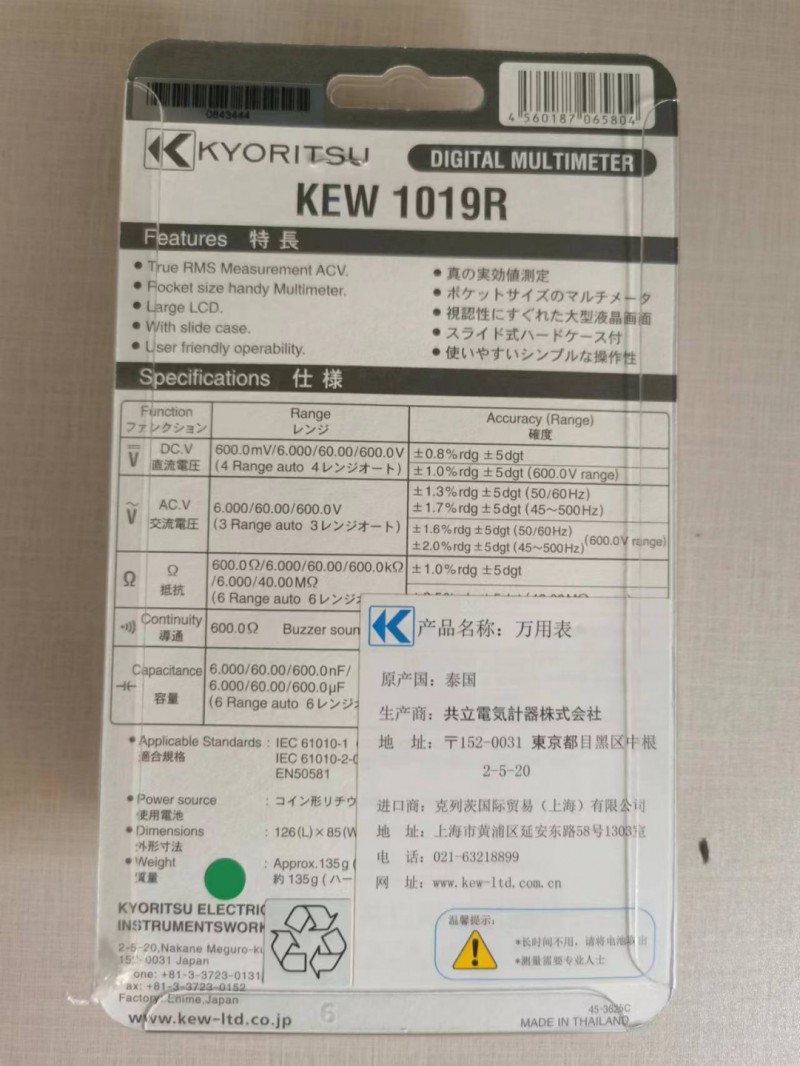 0843444
4 560187 065804
KYORITSU DIGITAL MULTIMETER
KEW 1019R
Features 特長
● True RMS Measurement ACV.
● Pocket size handy Multimeter.
● Large LCD.
● With slide case.
● User friendly operability.
● 真の実効値測定
● ポケットサイズのマルチメータ
● 視認性にすぐれた大型液晶画面
● スライド式ハードケース付
● 使いやすいシンプルな操作性
Specifications 仕様
Function Range Accuracy (Range)
ファンクション レンジ 確度
V DC.V 600.0mV/6.000/60.00/600.0V ±0.8%rdg ±5dgt
直流電圧 (4 Range auto 4レンジオート) ±1.0%rdg ±5dgt (600.0V range)
±1.3%rdg ±5dgt (50/60Hz)
V AC.V 6.000/60.00/600.0V ±1.7%rdg ±5dgt (45~500Hz)
交流電圧 (3 Range auto 3レンジオート) ±1.6%rdg ±5dgt (50/60Hz)
±2.0%rdg ±5dgt (45~500Hz) (600.0V range)
Ω Ω 600.0Ω/6.000/60.00/600.0kΩ ±1.0%rdg ±5dgt
抵抗 /6.000/40.00MΩ
(6 Range auto 6レンジ
Continuity 600.0Ω Buzzer soun
導通
Capacitance 6.000/60.00/600.0nF/
6.000/60.00/600.0μF
容量 (6 Range auto 6レンジ
● Applicable Standards : IEC 61010-1
適合規格 IEC 61010-2-0
EN50581
● Power source : コイン形リチウ
使用電池
● Dimensions : 126(L)×85(W
外形寸法
● Weight : Approx.135g (
質量 約 135g ( ハー
KYORITSU ELECTRIC
INSTRUMENTS WORK
2-5-20,Nakane Meguro-ku
0031 Japan
one: +81-3-3723-0131
ax: +81-3-3723-0152
Factory: Ehime,Japan
www.kew-ltd.co.jp
6
产品名称：万用表
原产国：泰国
生产商：共立電気計器株式会社
地 址：〒152-0031 東京都目黑区中根
2-5-20
进口商：克列茨国际贸易（上海）有限公司
地 址：上海市黄浦区延安东路58号1303室
电 话：021-63218899
网 址：www.kew-ltd.com.cn
温馨提示：
*长时间不用，请将电池取出
*测量需要专业人士
MADE IN THAILAND